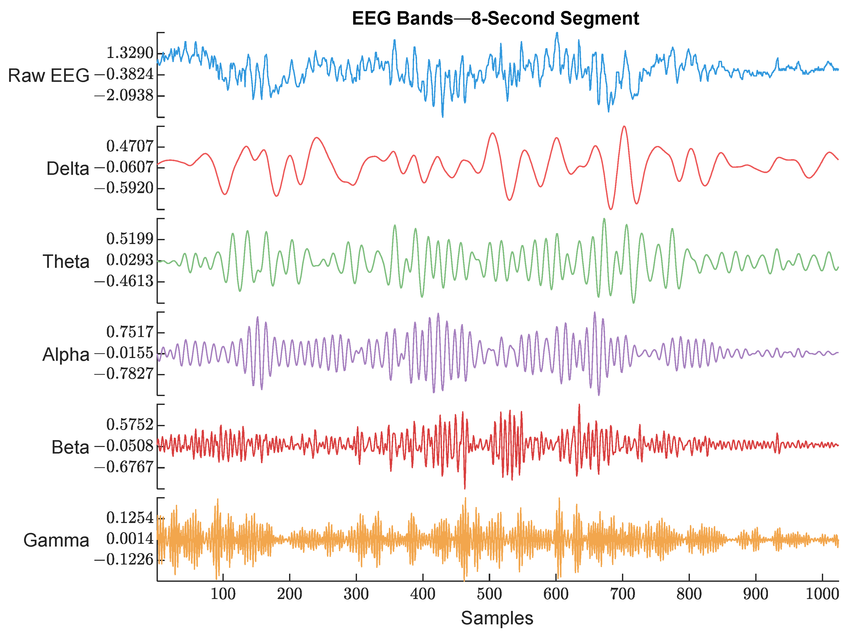 EEG Bands—8-Second Segment
Raw EEG
1.3290
−0.3824
−2.0938
Delta
0.4707
−0.0607
−0.5920
Theta
0.5199
0.0293
−0.4613
Alpha
0.7517
−0.0155
−0.7827
Beta
0.5752
−0.0508
−0.6767
Gamma
0.1254
0.0014
−0.1226
100 200 300 400 500 600 700 800 900 1000
Samples